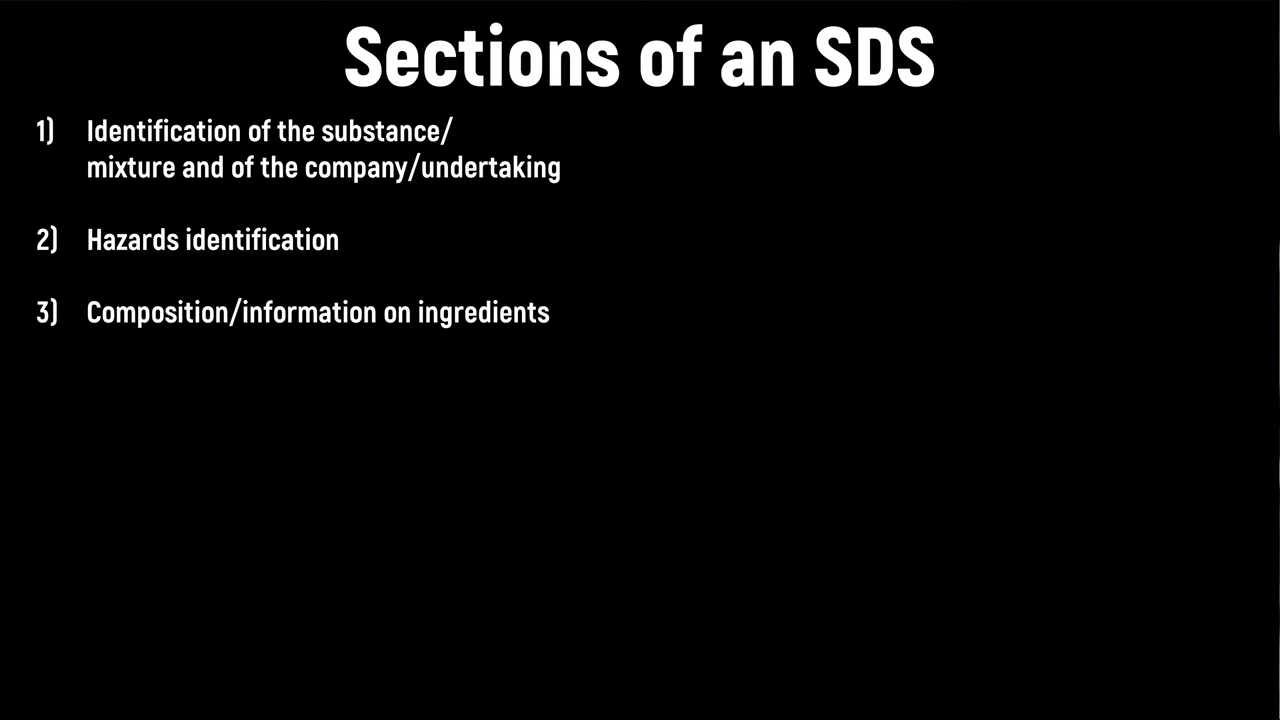 Sections of an SDS
1) Identification of the substance/
mixture and of the company/undertaking
2) Hazards identification
3) Composition/information on ingredients